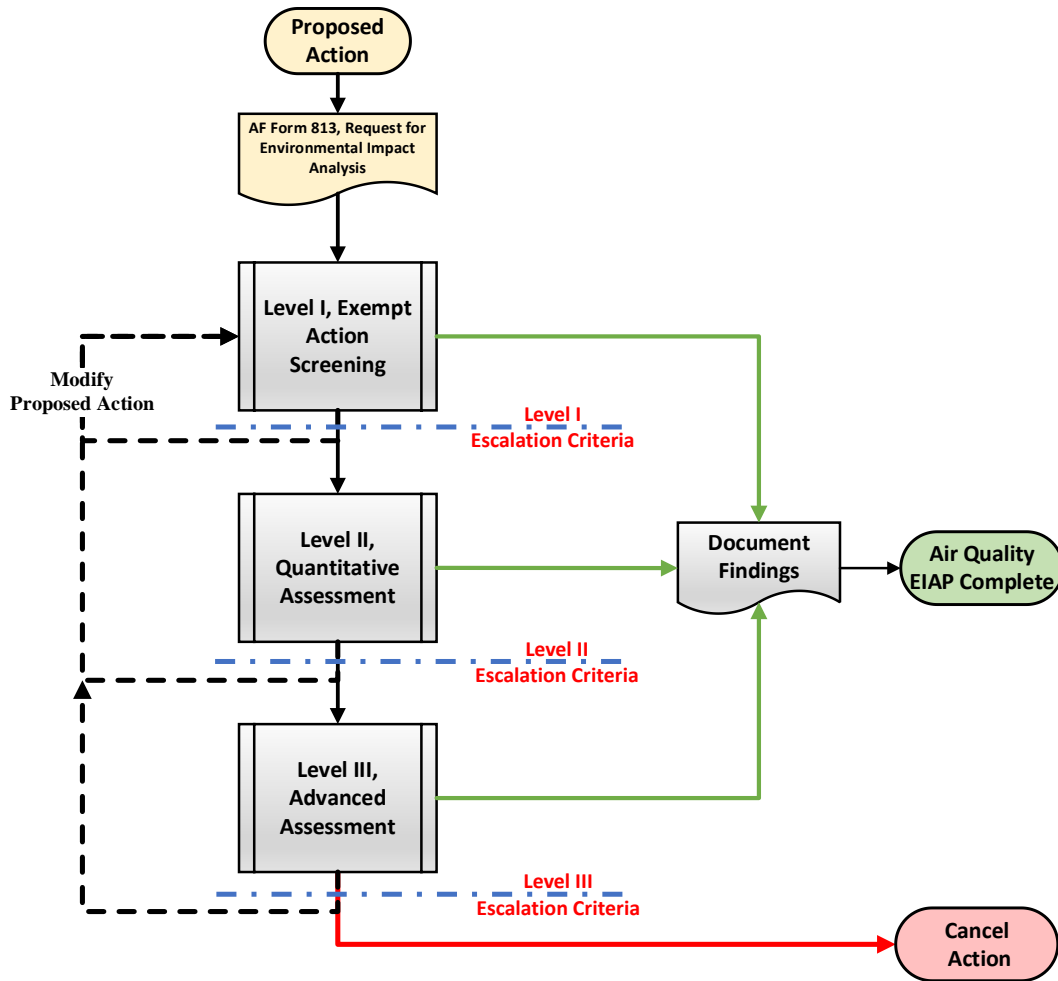 Proposed
Action
AF Form 813, Request for
Environmental Impact
Analysis
Level I, Exempt
Action
Screening
Modify
Proposed Action
Level I
Escalation Criteria
Level II,
Quantitative
Assessment
Document
Findings
Air Quality
EIAP Complete
Level II
Escalation Criteria
Level III,
Advanced
Assessment
Level III
Escalation Criteria
Cancel
Action